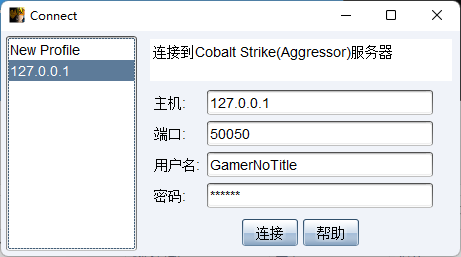 Connect
New Profile
127.0.0.1
连接到Cobalt Strike(Aggressor)服务器
主机: 127.0.0.1
端口: 50050
用户名: GamerNoTitle
密码: ******
连接 帮助